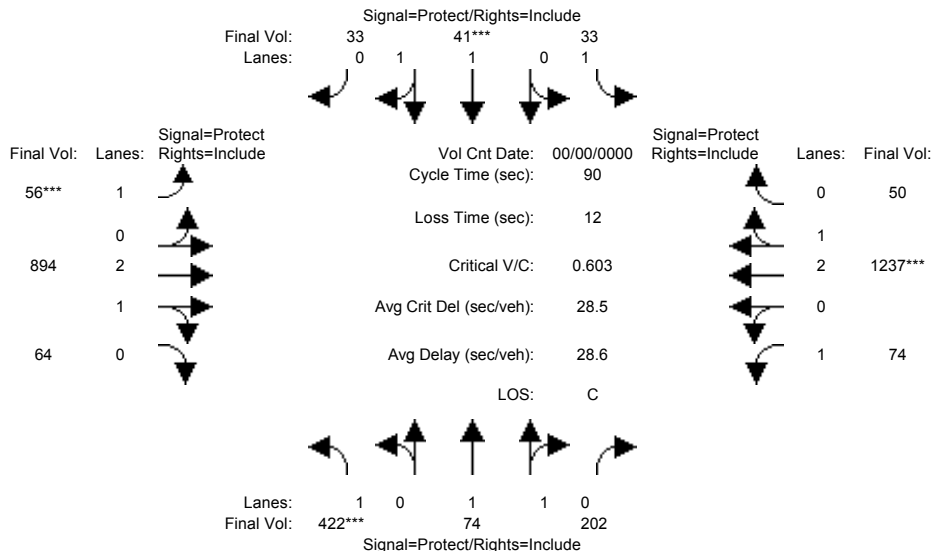 Signal=Protect/Rights=Include
Final Vol: 33 41*** 33
Lanes: 0 1 1 0 1
Signal=Protect Signal=Protect
Final Vol: Lanes: Rights=Include Vol Cnt Date: 00/00/0000 Rights=Include Lanes: Final Vol:
Cycle Time (sec): 90
56*** 1 0 50
Loss Time (sec): 12
0 1
894 2 Critical V/C: 0.603 2 1237***
1 Avg Crit Del (sec/veh): 28.5 0
64 0 Avg Delay (sec/veh): 28.6 1 74
LOS: C
Lanes: 1 0 1 1 0
Final Vol: 422*** 74 202
Signal=Protect/Rights=Include